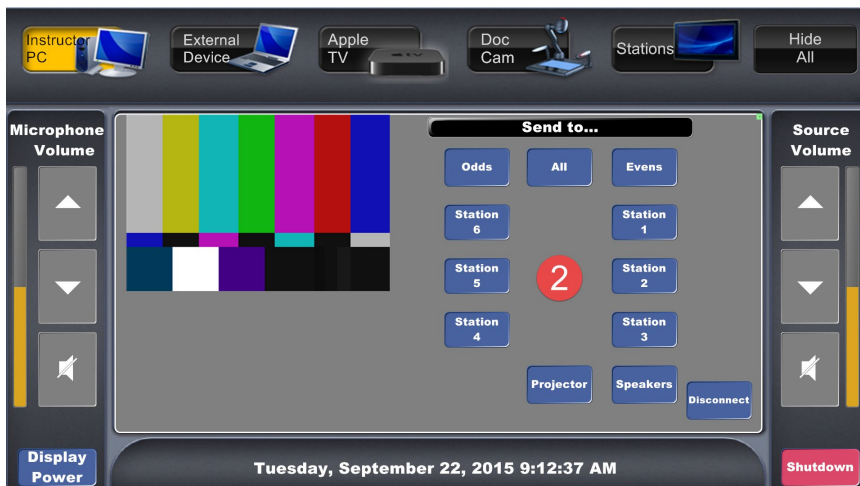 Instructor
PC
External
Device
Apple
TV
tv
Doc
Cam
Stations
Hide
All
Microphone
Volume
Send to...
Odds
All
Evens
Station
6
Station
1
Station
5
2
Station
2
Station
4
Station
3
Projector
Speakers
Disconnect
Source
Volume
Display
Power
Tuesday, September 22, 2015 9:12:37 AM
Shutdown